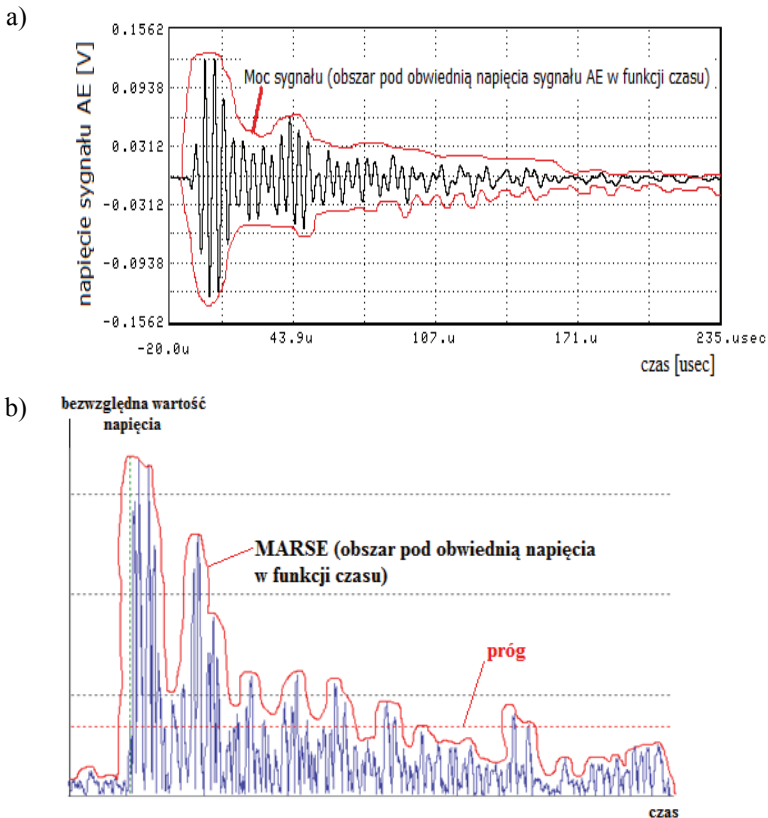 a)
napięcie sygnału AE [V]
0.1562
0.0938
0.0312
-0.0312
-0.0938
-0.1562
Moc sygnału (obszar pod obwiednią napięcia sygnału AE w funkcji czasu)
-20.0u
43.9u
107.u
171.u
235.usec
czas [usec]
b)
bezwzględna wartość
napięcia
MARSE (obszar pod obwiednią napięcia
w funkcji czasu)
próg
czas